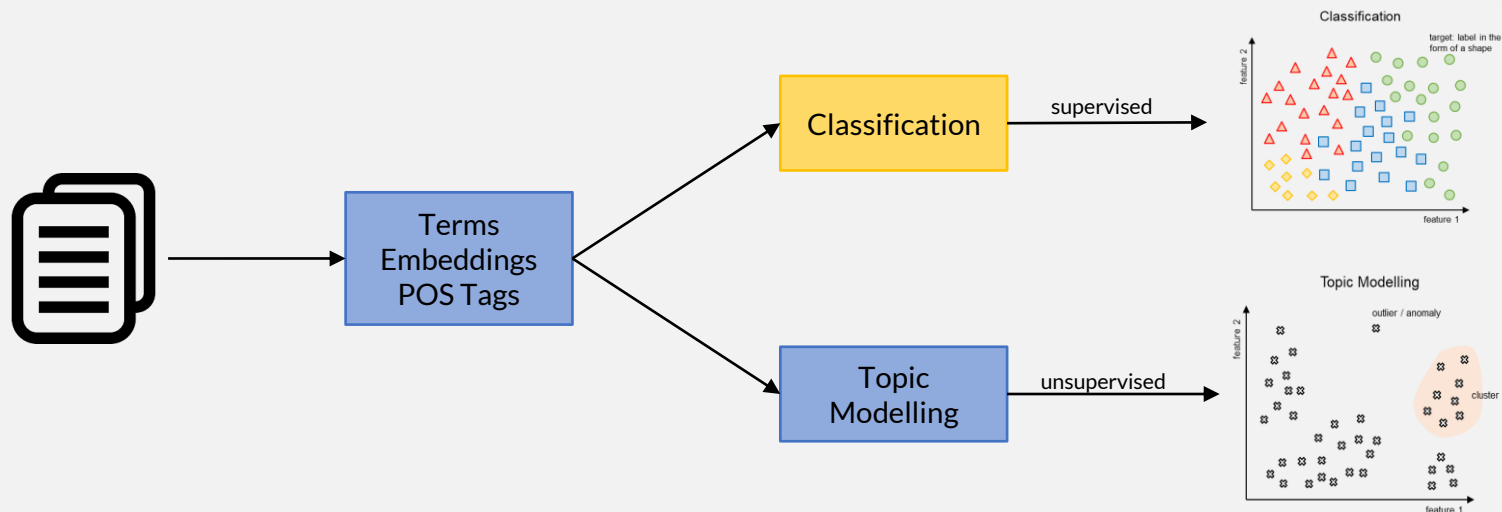 Terms
Embeddings
POS Tags
Classification
supervised
Classification
target: label in the
form of a shape
feature 2
feature 1
Topic
Modelling
unsupervised
Topic Modelling
outlier / anomaly
feature 2
cluster
feature 1